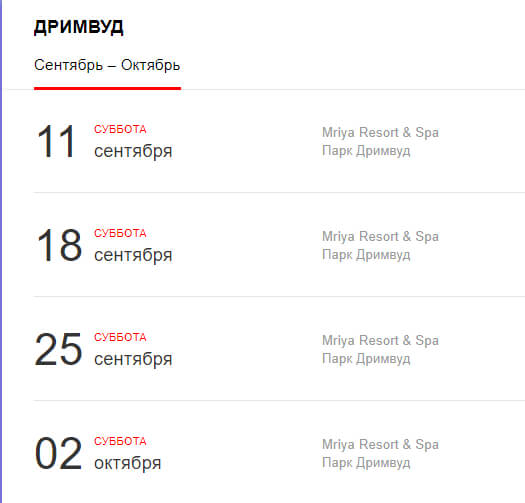 ДРИМВУД
Сентябрь – Октябрь
11
СУББОТА
сентября
Mriya Resort & Spa
Парк Дримвуд
18
СУББОТА
сентября
Mriya Resort & Spa
Парк Дримвуд
25
СУББОТА
сентября
Mriya Resort & Spa
Парк Дримвуд
02
СУББОТА
октября
Mriya Resort & Spa
Парк Дримвуд